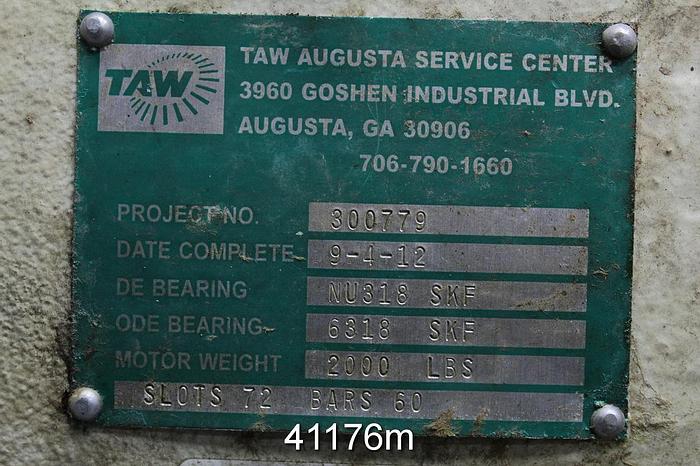 TAW
TAW AUGUSTA SERVICE CENTER
3960 GOSHEN INDUSTRIAL BLVD.
AUGUSTA, GA 30906
706-790-1660
PROJECT NO. 300779
DATE COMPLETE 9-4-12
DE BEARING NU318 SKF
ODE BEARING 6318 SKF
MOTOR WEIGHT 2000 LBS
SLOTS 72 BARS 60
41176m